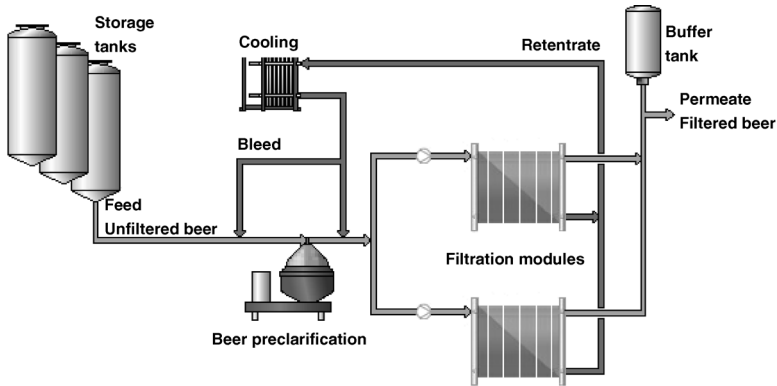 Storage
tanks
Cooling
Retentrate
Buffer
tank
Permeate
Filtered beer
Bleed
Feed
Unfiltered beer
Filtration modules
Beer preclarification